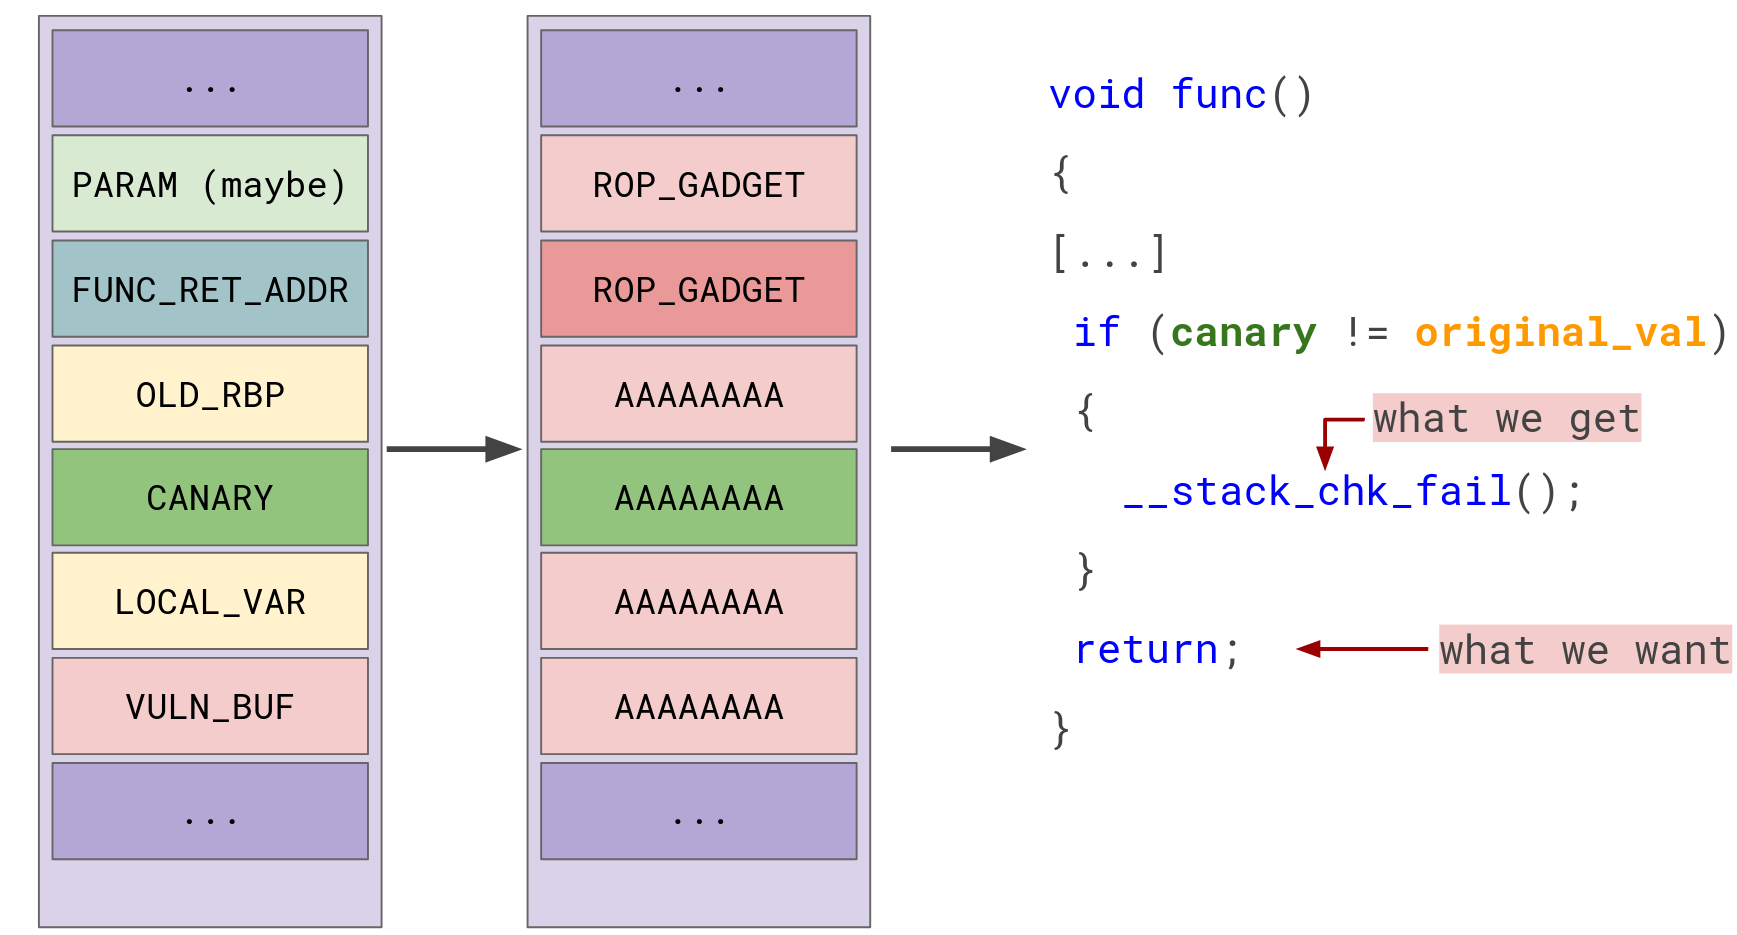 ...
PARAM (maybe)
FUNC_RET_ADDR
OLD_RBP
CANARY
LOCAL_VAR
VULN_BUF
...
...
ROP_GADGET
ROP_GADGET
AAAAAAAA
AAAAAAAA
AAAAAAAA
AAAAAAAA
...
void func()
{
[...]
if (canary != original_val)
{
what we get
__stack_chk_fail();
}
return; what we want
}